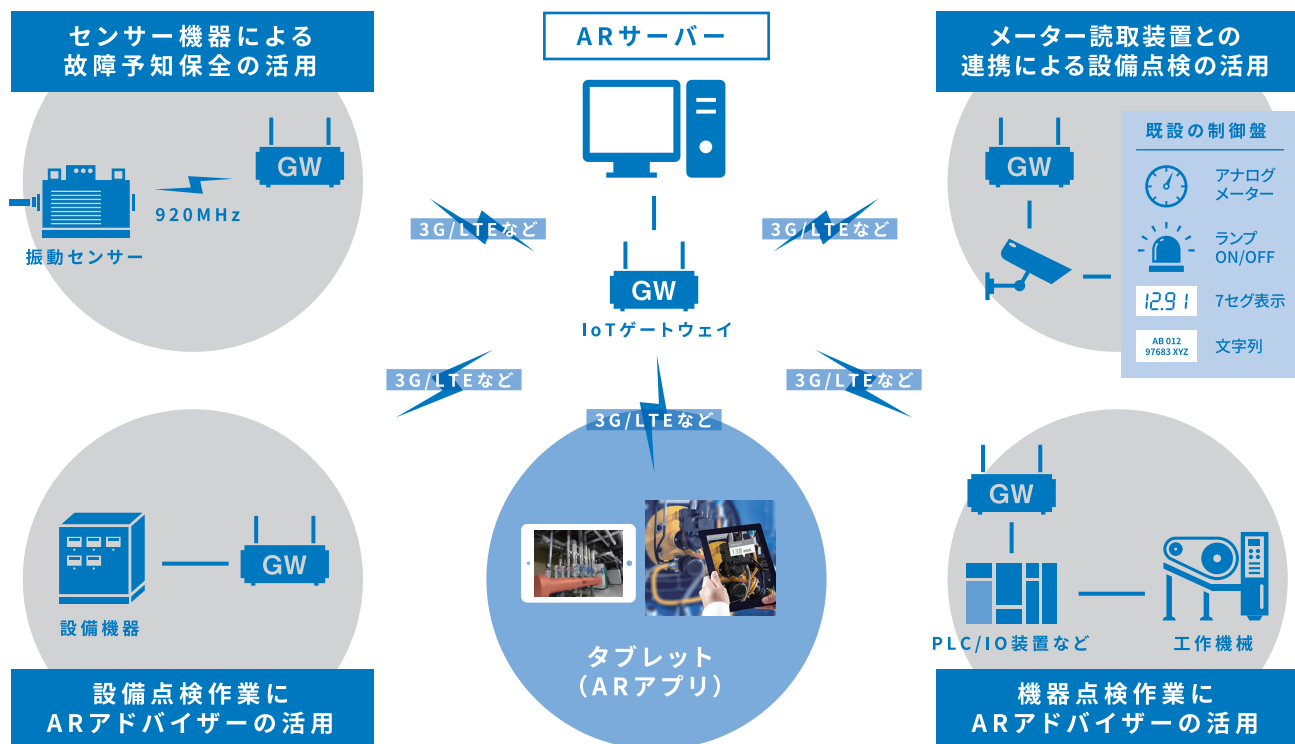 センサー機器による
故障予知保全の活用
GW
920MHz
振動センサー
ARサーバー
GW
IoTゲートウェイ
3G/LTEなど
3G/LTEなど
3G/LTEなど
3G/LTEなど
3G/LTEなど
メーター読取装置との
連携による設備点検の活用
GW
既設の制御盤
アナログ
メーター
ランプ
ON/OFF
12.91
7セグ表示
AB 012
97683 XYZ
文字列
GW
設備機器
設備点検作業に
ARアドバイザーの活用
タブレット
（ARアプリ）
GW
PLC/IO装置など
工作機械
機器点検作業に
ARアドバイザーの活用